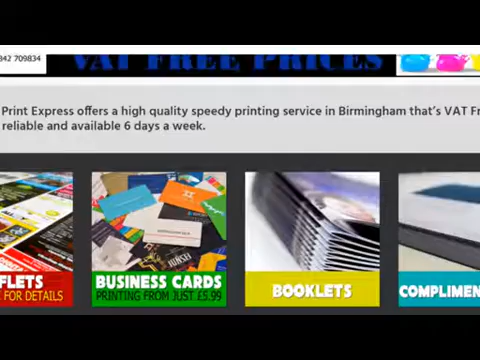 842 709834
VAT FREE PRICES
Print Express offers a high quality speedy printing service in Birmingham that's VAT Fr
reliable and available 6 days a week.
FLETS
FOR DETAILS
BUSINESS CARDS
PRINTING FROM JUST £5.99
BOOKLETS
COMPLIMEN